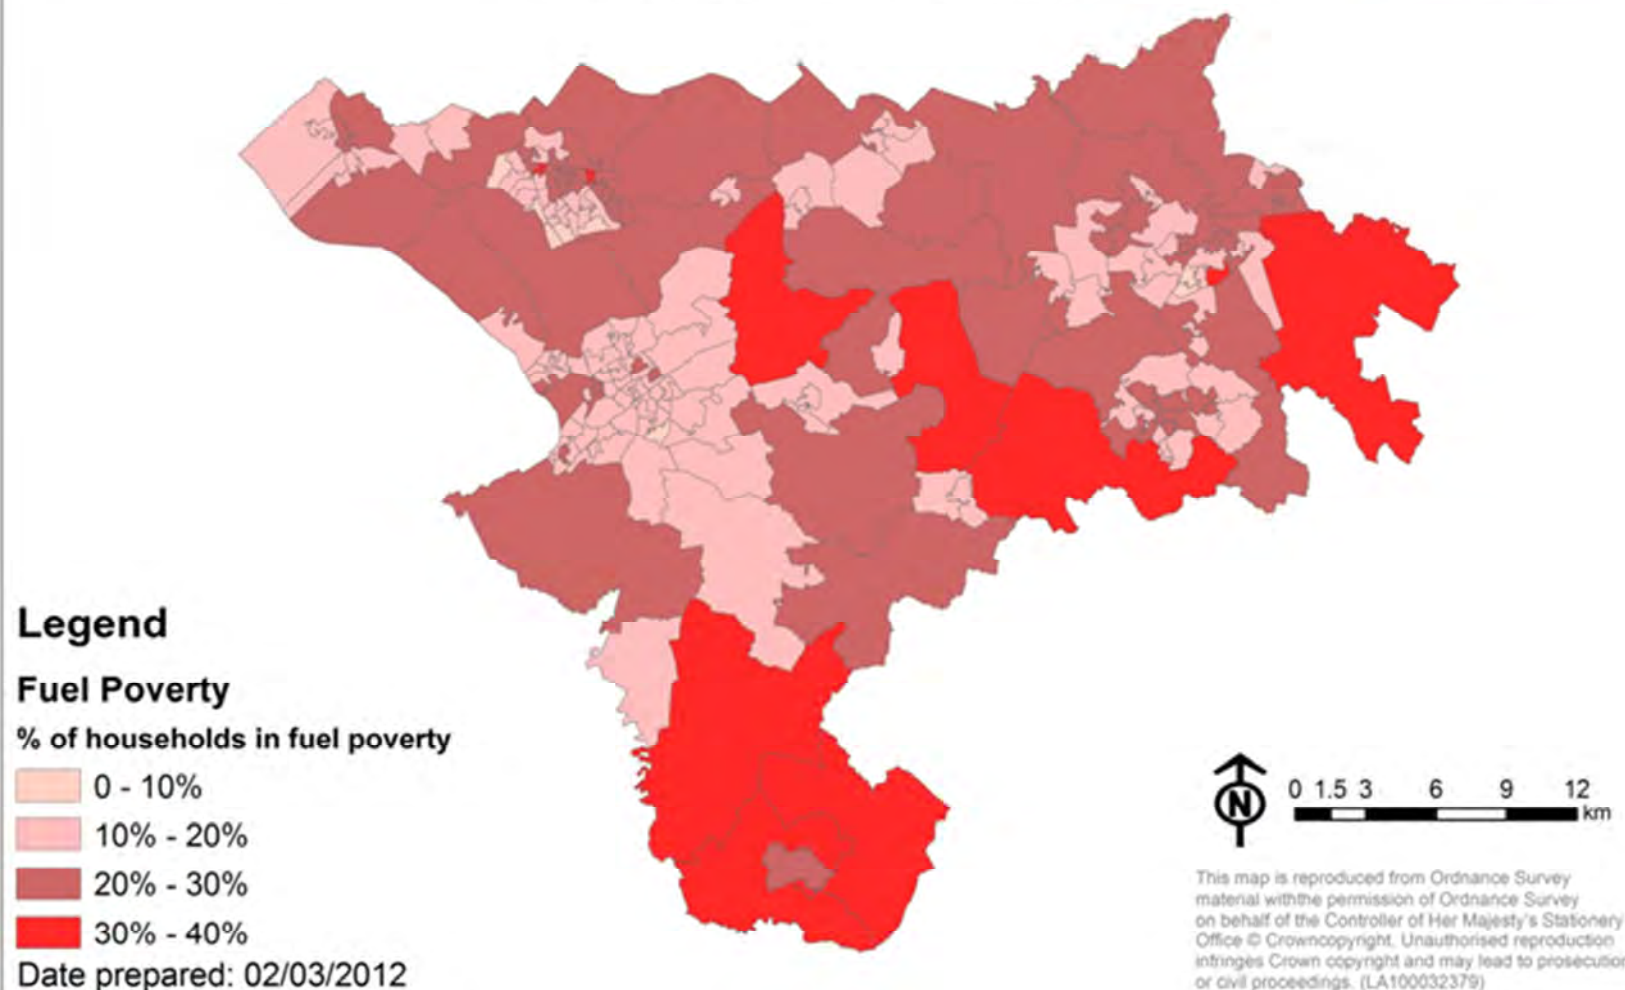 Legend
Fuel Poverty
% of households in fuel poverty
0 - 10%
10% - 20%
20% - 30%
30% - 40%
Date prepared: 02/03/2012
N
0 1.5 3 6 9 12
km
This map is reproduced from Ordnance Survey
material withthe permission of Ordnance Survey
on behalf of the Controller of Her Majesty's Stationery
Office © Crowncopyright. Unauthorised reproduction
infringes Crown copyright and may lead to prosecution
or civil proceedings. (LA100032379)